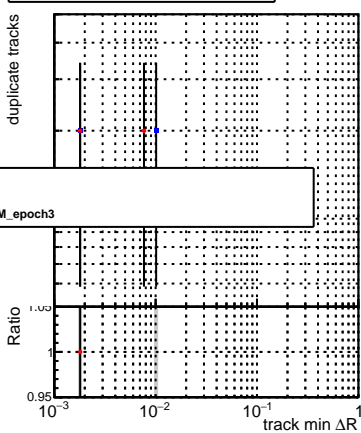 duplicate tracks
M_epoch3
Ratio
1.05
1
0.95
10⁻³ 10⁻² 10⁻¹ 1
track min ΔR